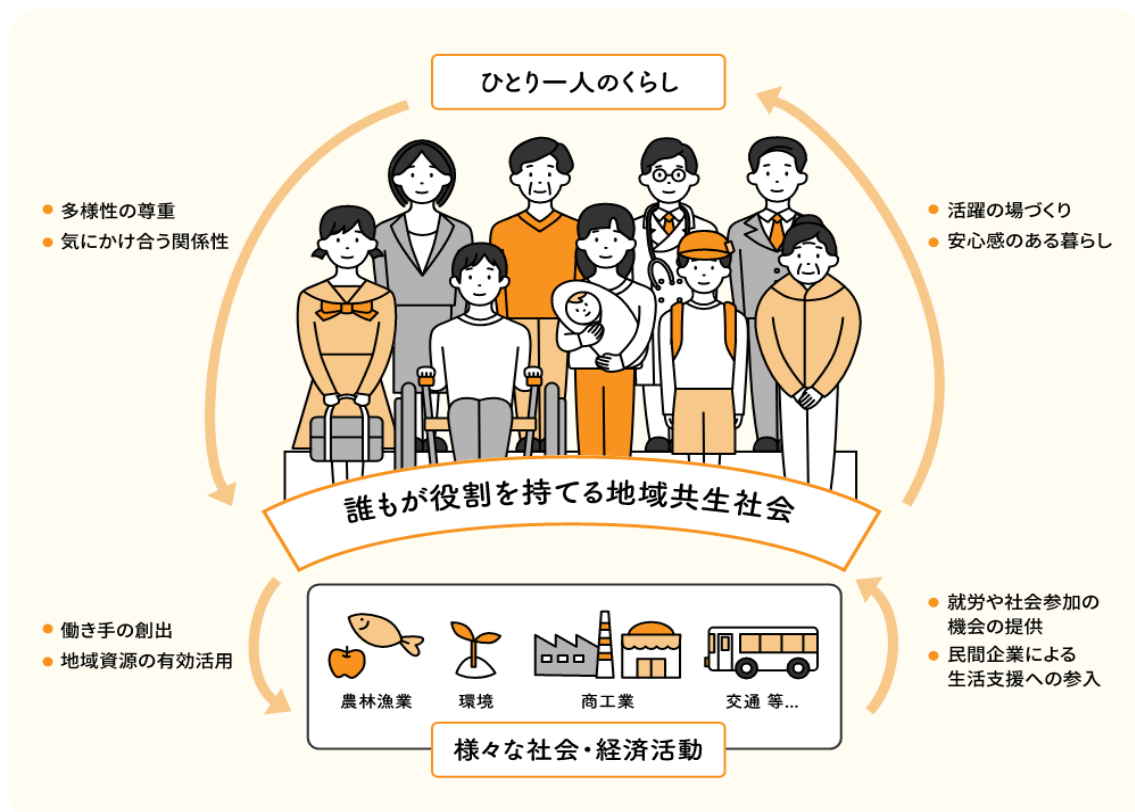 ひとり一人のくらし
多様性の尊重
気にかけ合う関係性
活躍の場づくり
安心感のある暮らし
誰もが役割を持てる地域共生社会
働き手の創出
地域資源の有効活用
就労や社会参加の
機会の提供
民間企業による
生活支援への参入
農林漁業
環境
商工業
交通 等...
様々な社会・経済活動